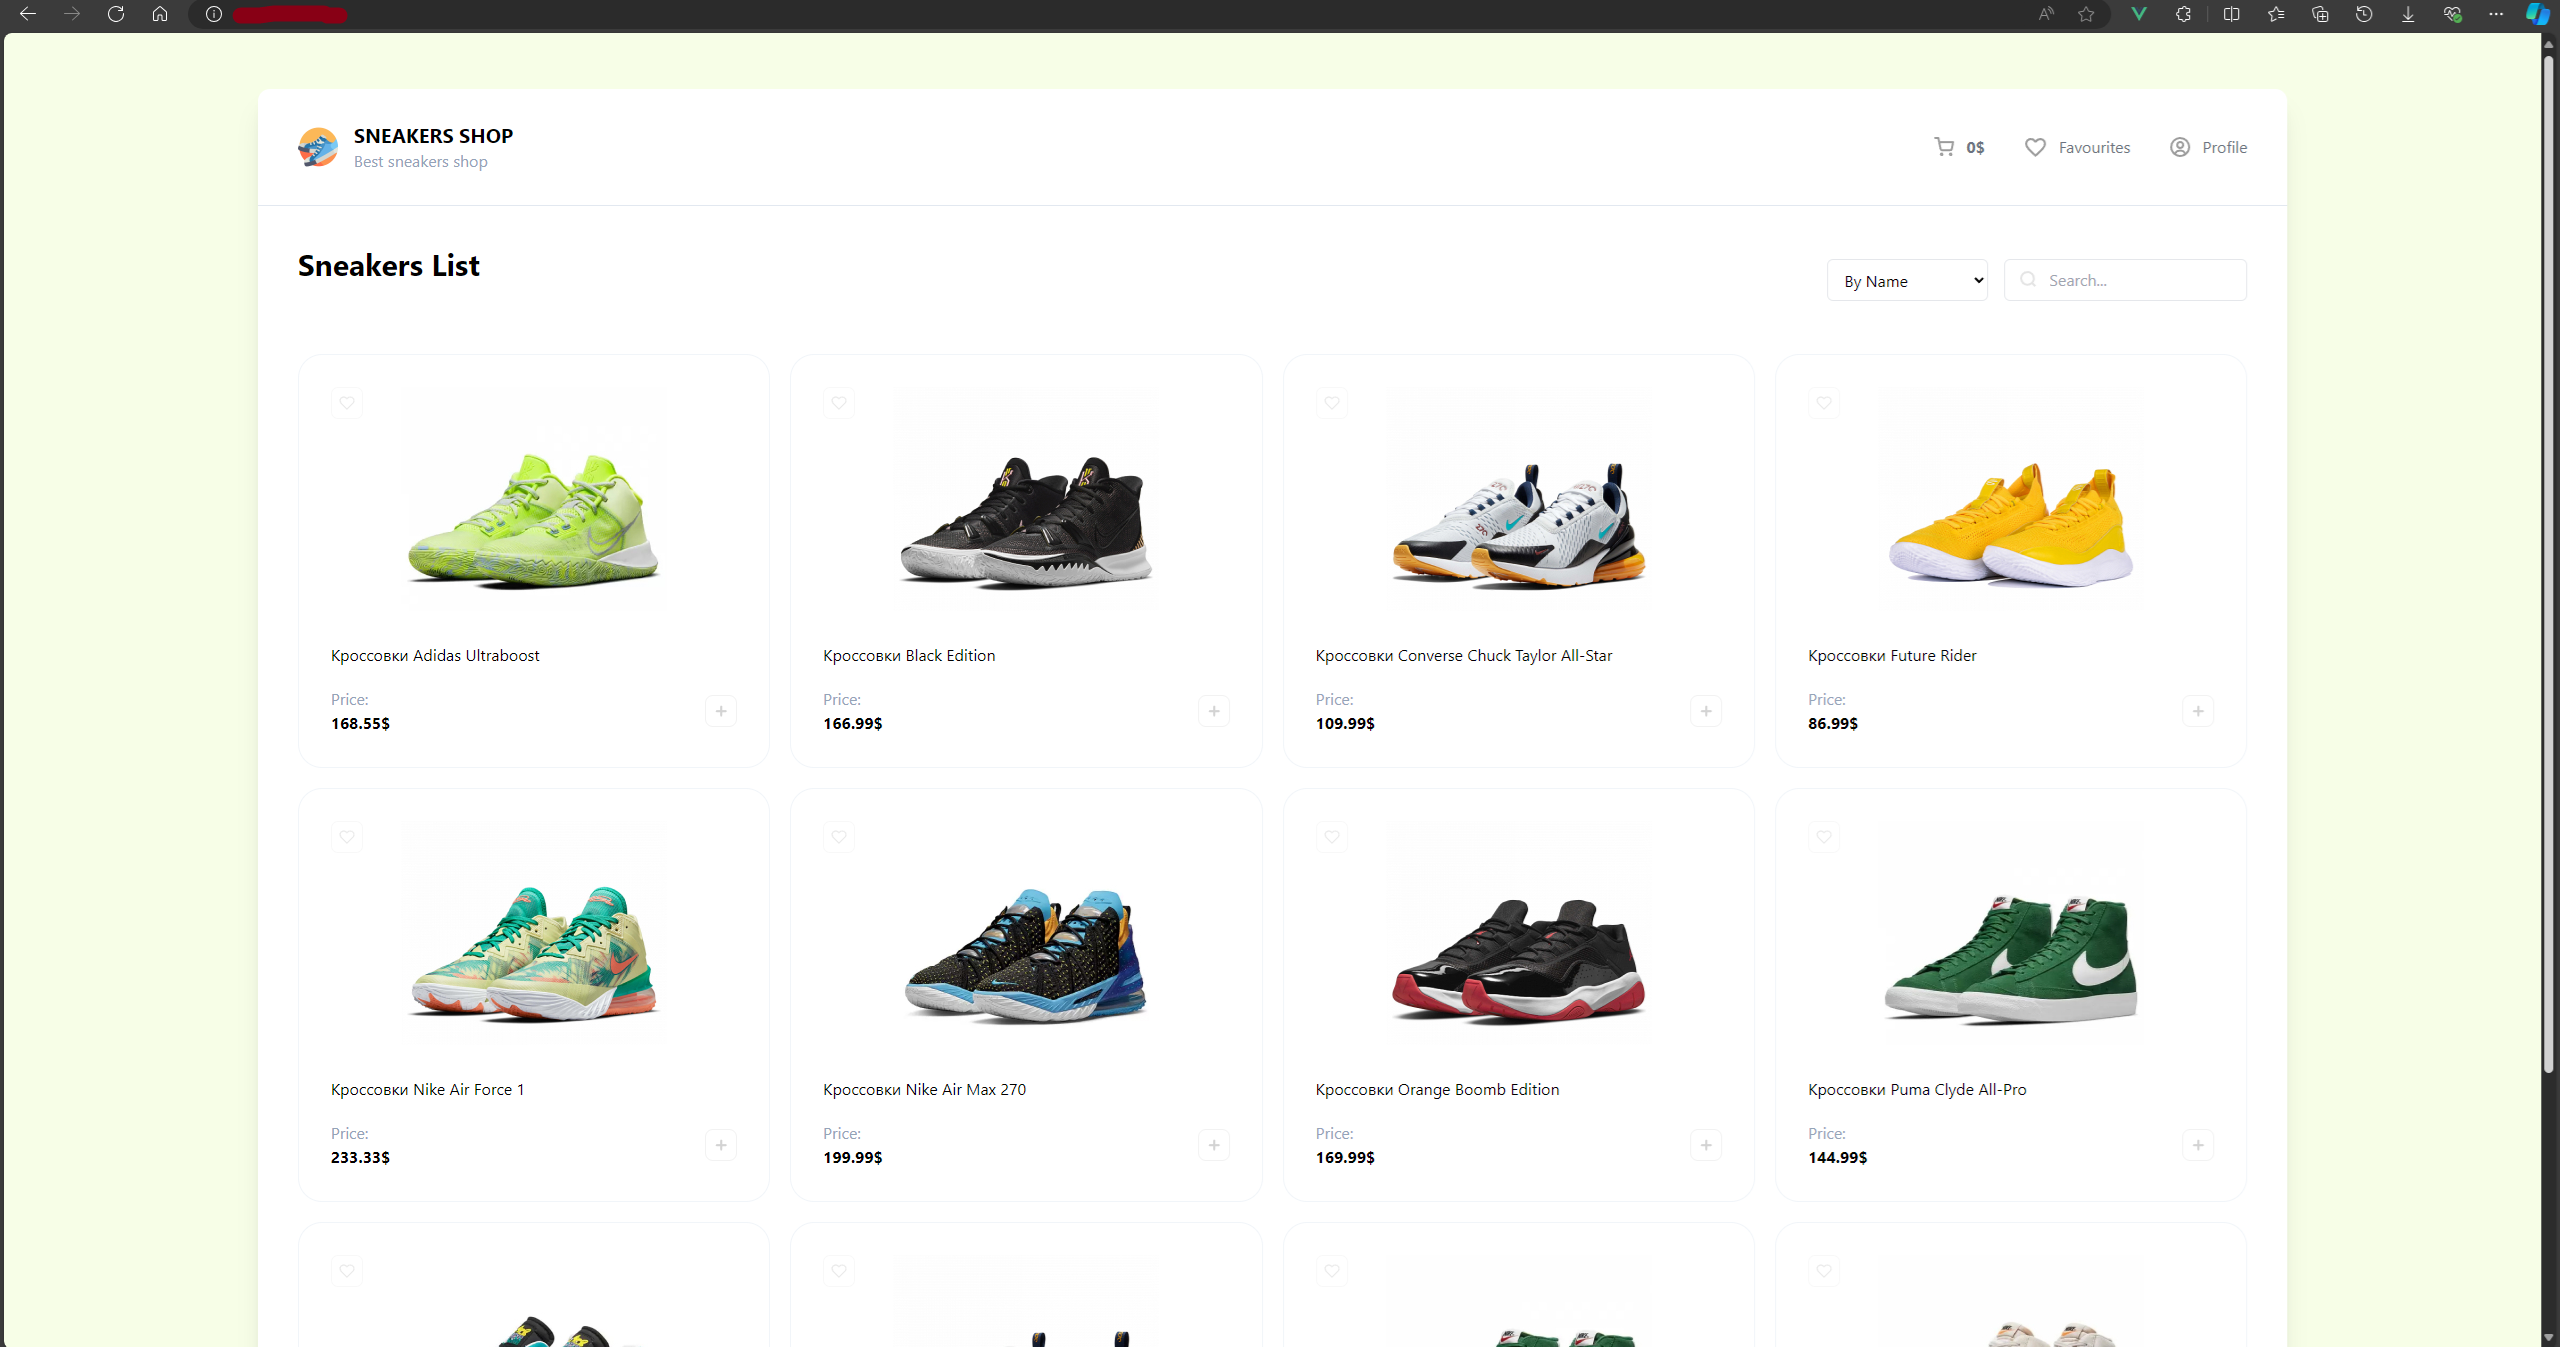 SNEAKERS SHOP
Best sneakers shop
0$
Favourites
Profile
Sneakers List
By Name
Search...
Кроссовки Adidas Ultraboost
Price:
168.55$
Кроссовки Black Edition
Price:
166.99$
Кроссовки Converse Chuck Taylor All-Star
Price:
109.99$
Кроссовки Future Rider
Price:
86.99$
Кроссовки Nike Air Force 1
Price:
233.33$
Кроссовки Nike Air Max 270
Price:
199.99$
Кроссовки Orange Boomb Edition
Price:
169.99$
Кроссовки Puma Clyde All-Pro
Price:
144.99$